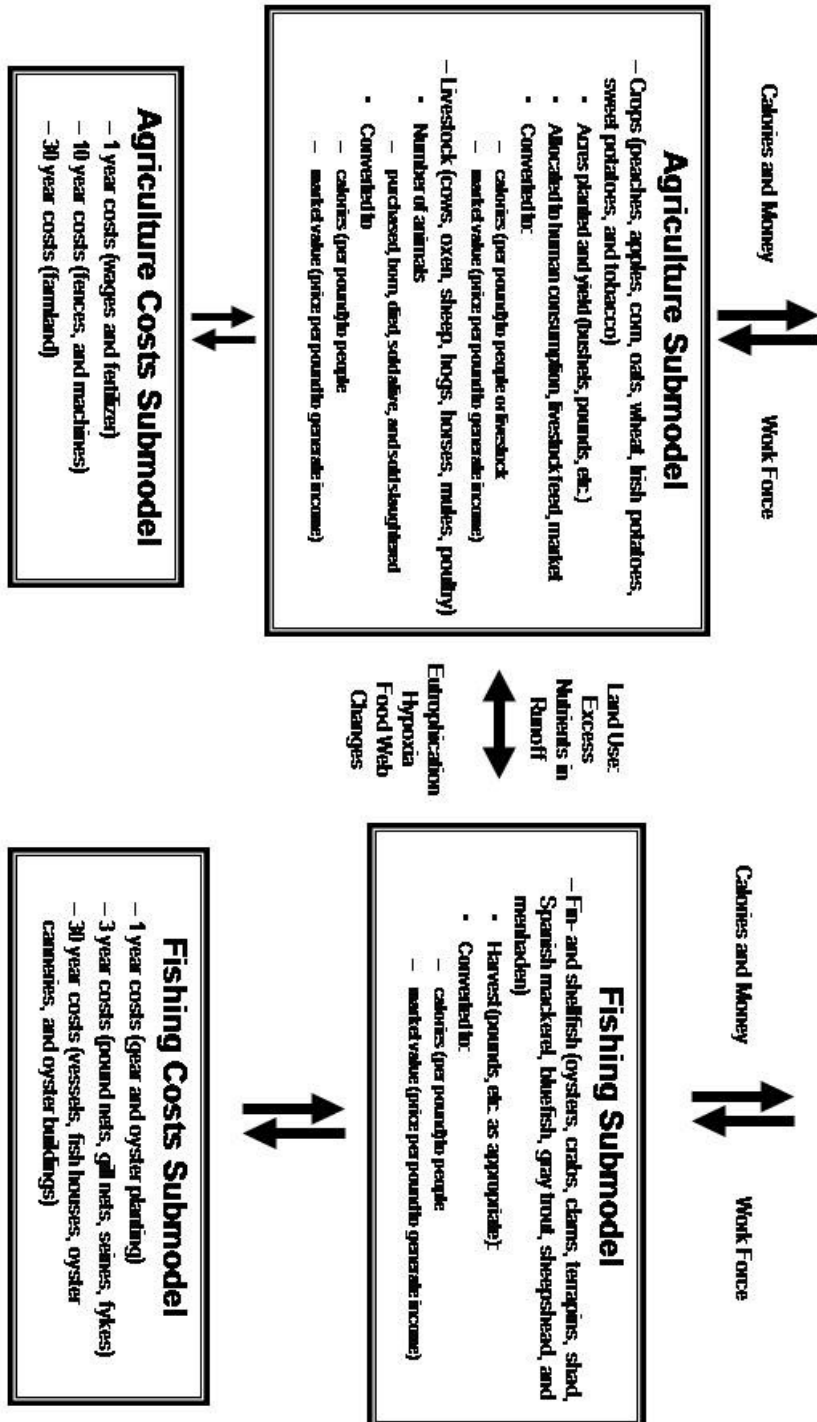 Calories and Money
Work Force
Agriculture Submodel
– Crops (peaches, apples, corn, oats, wheat, Irish potatoes,
sweet potatoes, and tobacco)
• Acres planted and yield (bushels, pounds, etc.)
• Allocated to human consumption, livestock feed, market
• Converted to:
– calories (per pound) to people or livestock
– market value (price per pound to generate income)
– Livestock (cows, oxen, sheep, hogs, horses, mules, poultry)
• Number of animals
– purchased, born, died, sold alive, and sold slaughtered
• Converted to
– calories (per pound) to people
– market value (price per pound to generate income)
Agriculture Costs Submodel
– 1 year costs (wages and fertilizer)
– 10 year costs (fences, and machines)
– 30 year costs (farmland)
Land Use:
Excess
Nutrients in
Runoff
Eutrophication
Hypoxia
Food Web
Changes
Calories and Money
Work Force
Fishing Submodel
– Fin- and shellfish (oysters, crabs, clams, terrapins, shad,
Spanish mackerel, bluefish, gray trout, sheepshead, and
menhaden)
• Harvest (pounds, etc. as appropriate):
• Converted to:
– calories (per pound) to people
– market value (price per pound to generate income)
Fishing Costs Submodel
– 1 year costs (gear and oyster planting)
– 3 year costs (pound nets, gill nets, seines, fykes)
– 30 year costs (vessels, fish houses, oyster
canneries, and oyster buildings)